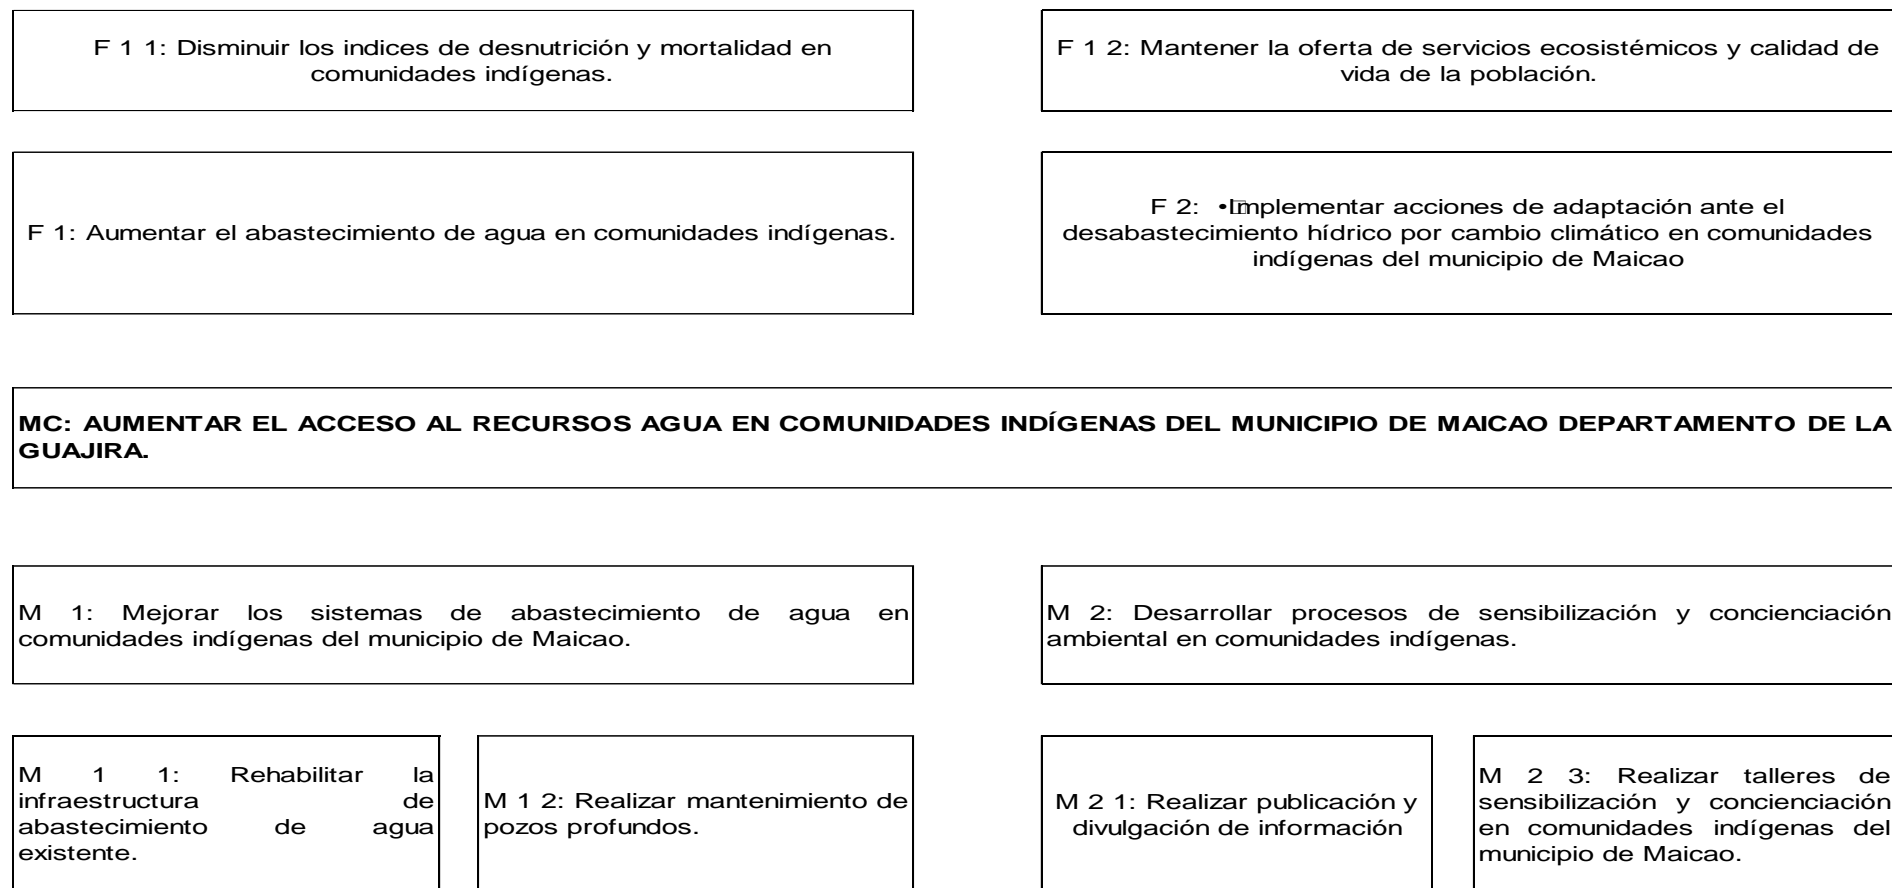 F 1 1: Disminuir los indices de desnutrición y mortalidad en
comunidades indígenas.
F 1 2: Mantener la oferta de servicios ecosistémicos y calidad de
vida de la población.
F 1: Aumentar el abastecimiento de agua en comunidades indígenas.
F 2: •Implementar acciones de adaptación ante el
desabastecimiento hídrico por cambio climático en comunidades
indígenas del municipio de Maicao
MC: AUMENTAR EL ACCESO AL RECURSOS AGUA EN COMUNIDADES INDÍGENAS DEL MUNICIPIO DE MAICAO DEPARTAMENTO DE LA
GUAJIRA.
M 1: Mejorar los sistemas de abastecimiento de agua en
comunidades indígenas del municipio de Maicao.
M 2: Desarrollar procesos de sensibilización y concienciación
ambiental en comunidades indígenas.
M 1 1: Rehabilitar la
infraestructura de
abastecimiento de agua
existente.
M 1 2: Realizar mantenimiento de
pozos profundos.
M 2 1: Realizar publicación y
divulgación de información
M 2 3: Realizar talleres de
sensibilización y concienciación
en comunidades indígenas del
municipio de Maicao.